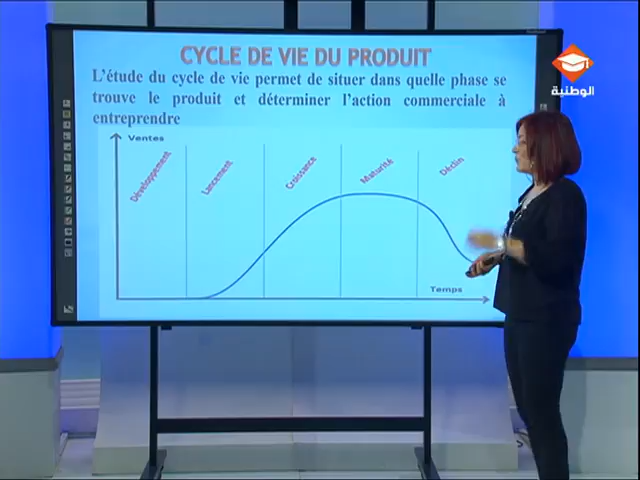 CYCLE DE VIE DU PRODUIT
L'étude du cycle de vie permet de situer dans quelle phase se
trouve le produit et déterminer l'action commerciale à
entreprendre
Ventes
Développement
Lancement
Croissance
Maturité
Déclin
Temps
الوطنية